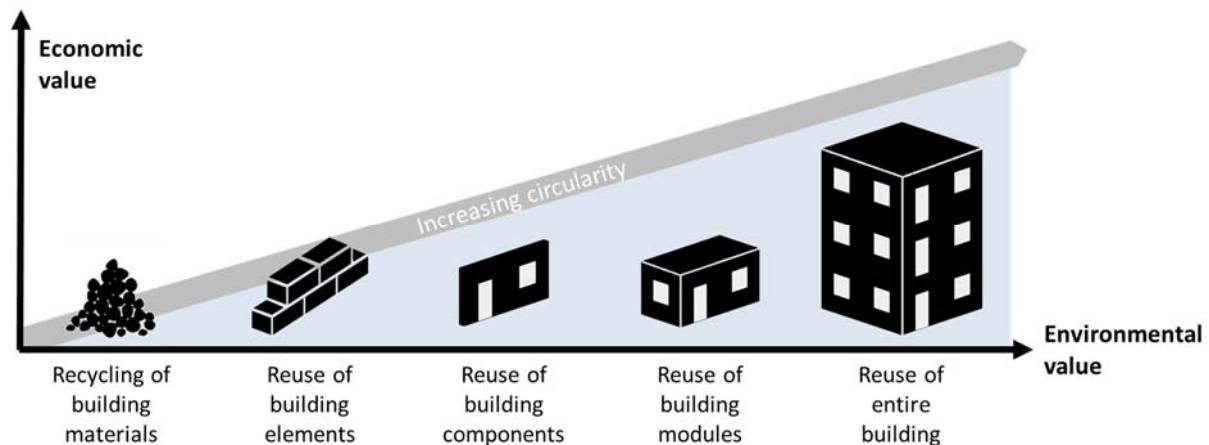 Economic
value
Increasing circularity
Environmental
value
Recycling of
building
materials
Reuse of
building
elements
Reuse of
building
components
Reuse of
building
modules
Reuse of
entire
building